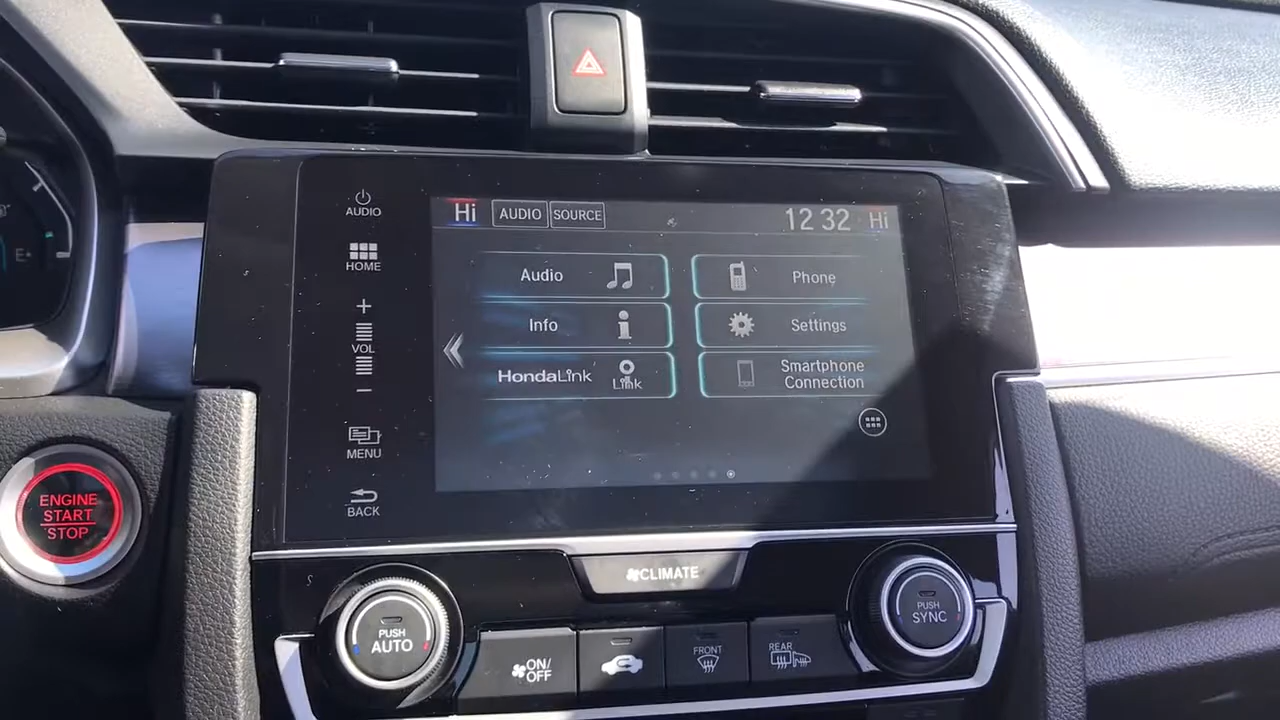 AUDIO
HOME
+
VOL
−
MENU
BACK
Hi AUDIO SOURCE 12 32 Hi
Audio
Phone
Info
Settings
HondaLink
Link
Smartphone
Connection
E
ENGINE
START
STOP
CLIMATE
PUSH
AUTO
ON/
OFF
FRONT
REAR
PUSH
SYNC